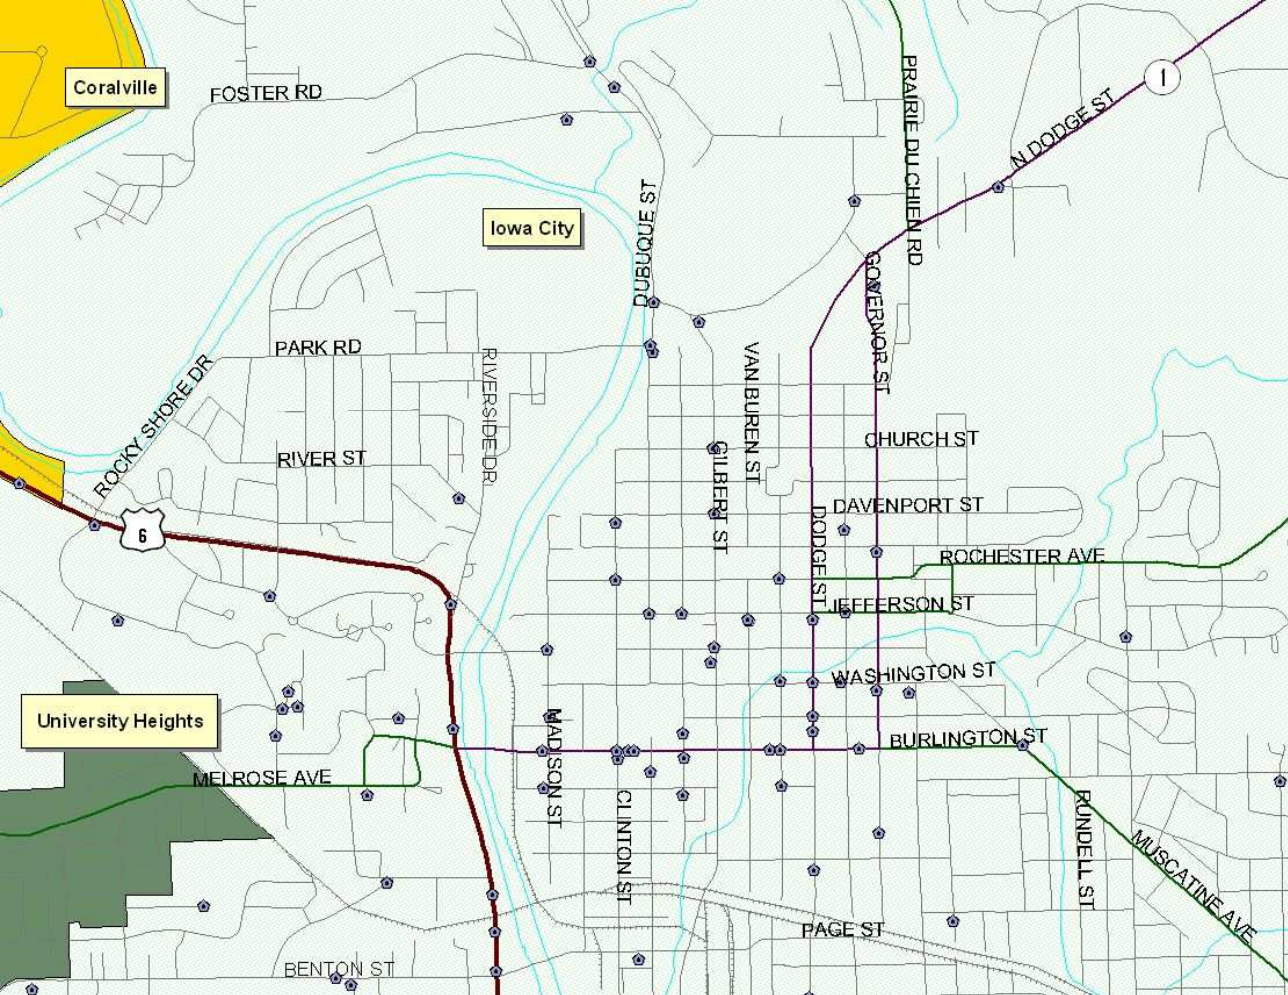 Coralville
FOSTER RD
1
N DODGE ST
PRAIRIE DU CHIEN RD
DUBUQUE ST
Iowa City
GOVERNOR ST
PARK RD
ROCKY SHORE DR
RIVERSIDE DR
VAN BUREN ST
CHURCH ST
RIVER ST
GILBERT ST
6
DAVENPORT ST
DODGE ST
ROCHESTER AVE
JEFFERSON ST
WASHINGTON ST
University Heights
BURLINGTON ST
MADISON ST
MELROSE AVE
CLINTON ST
RUNDELL ST
MUSCATINE AVE
PAGE ST
BENTON ST